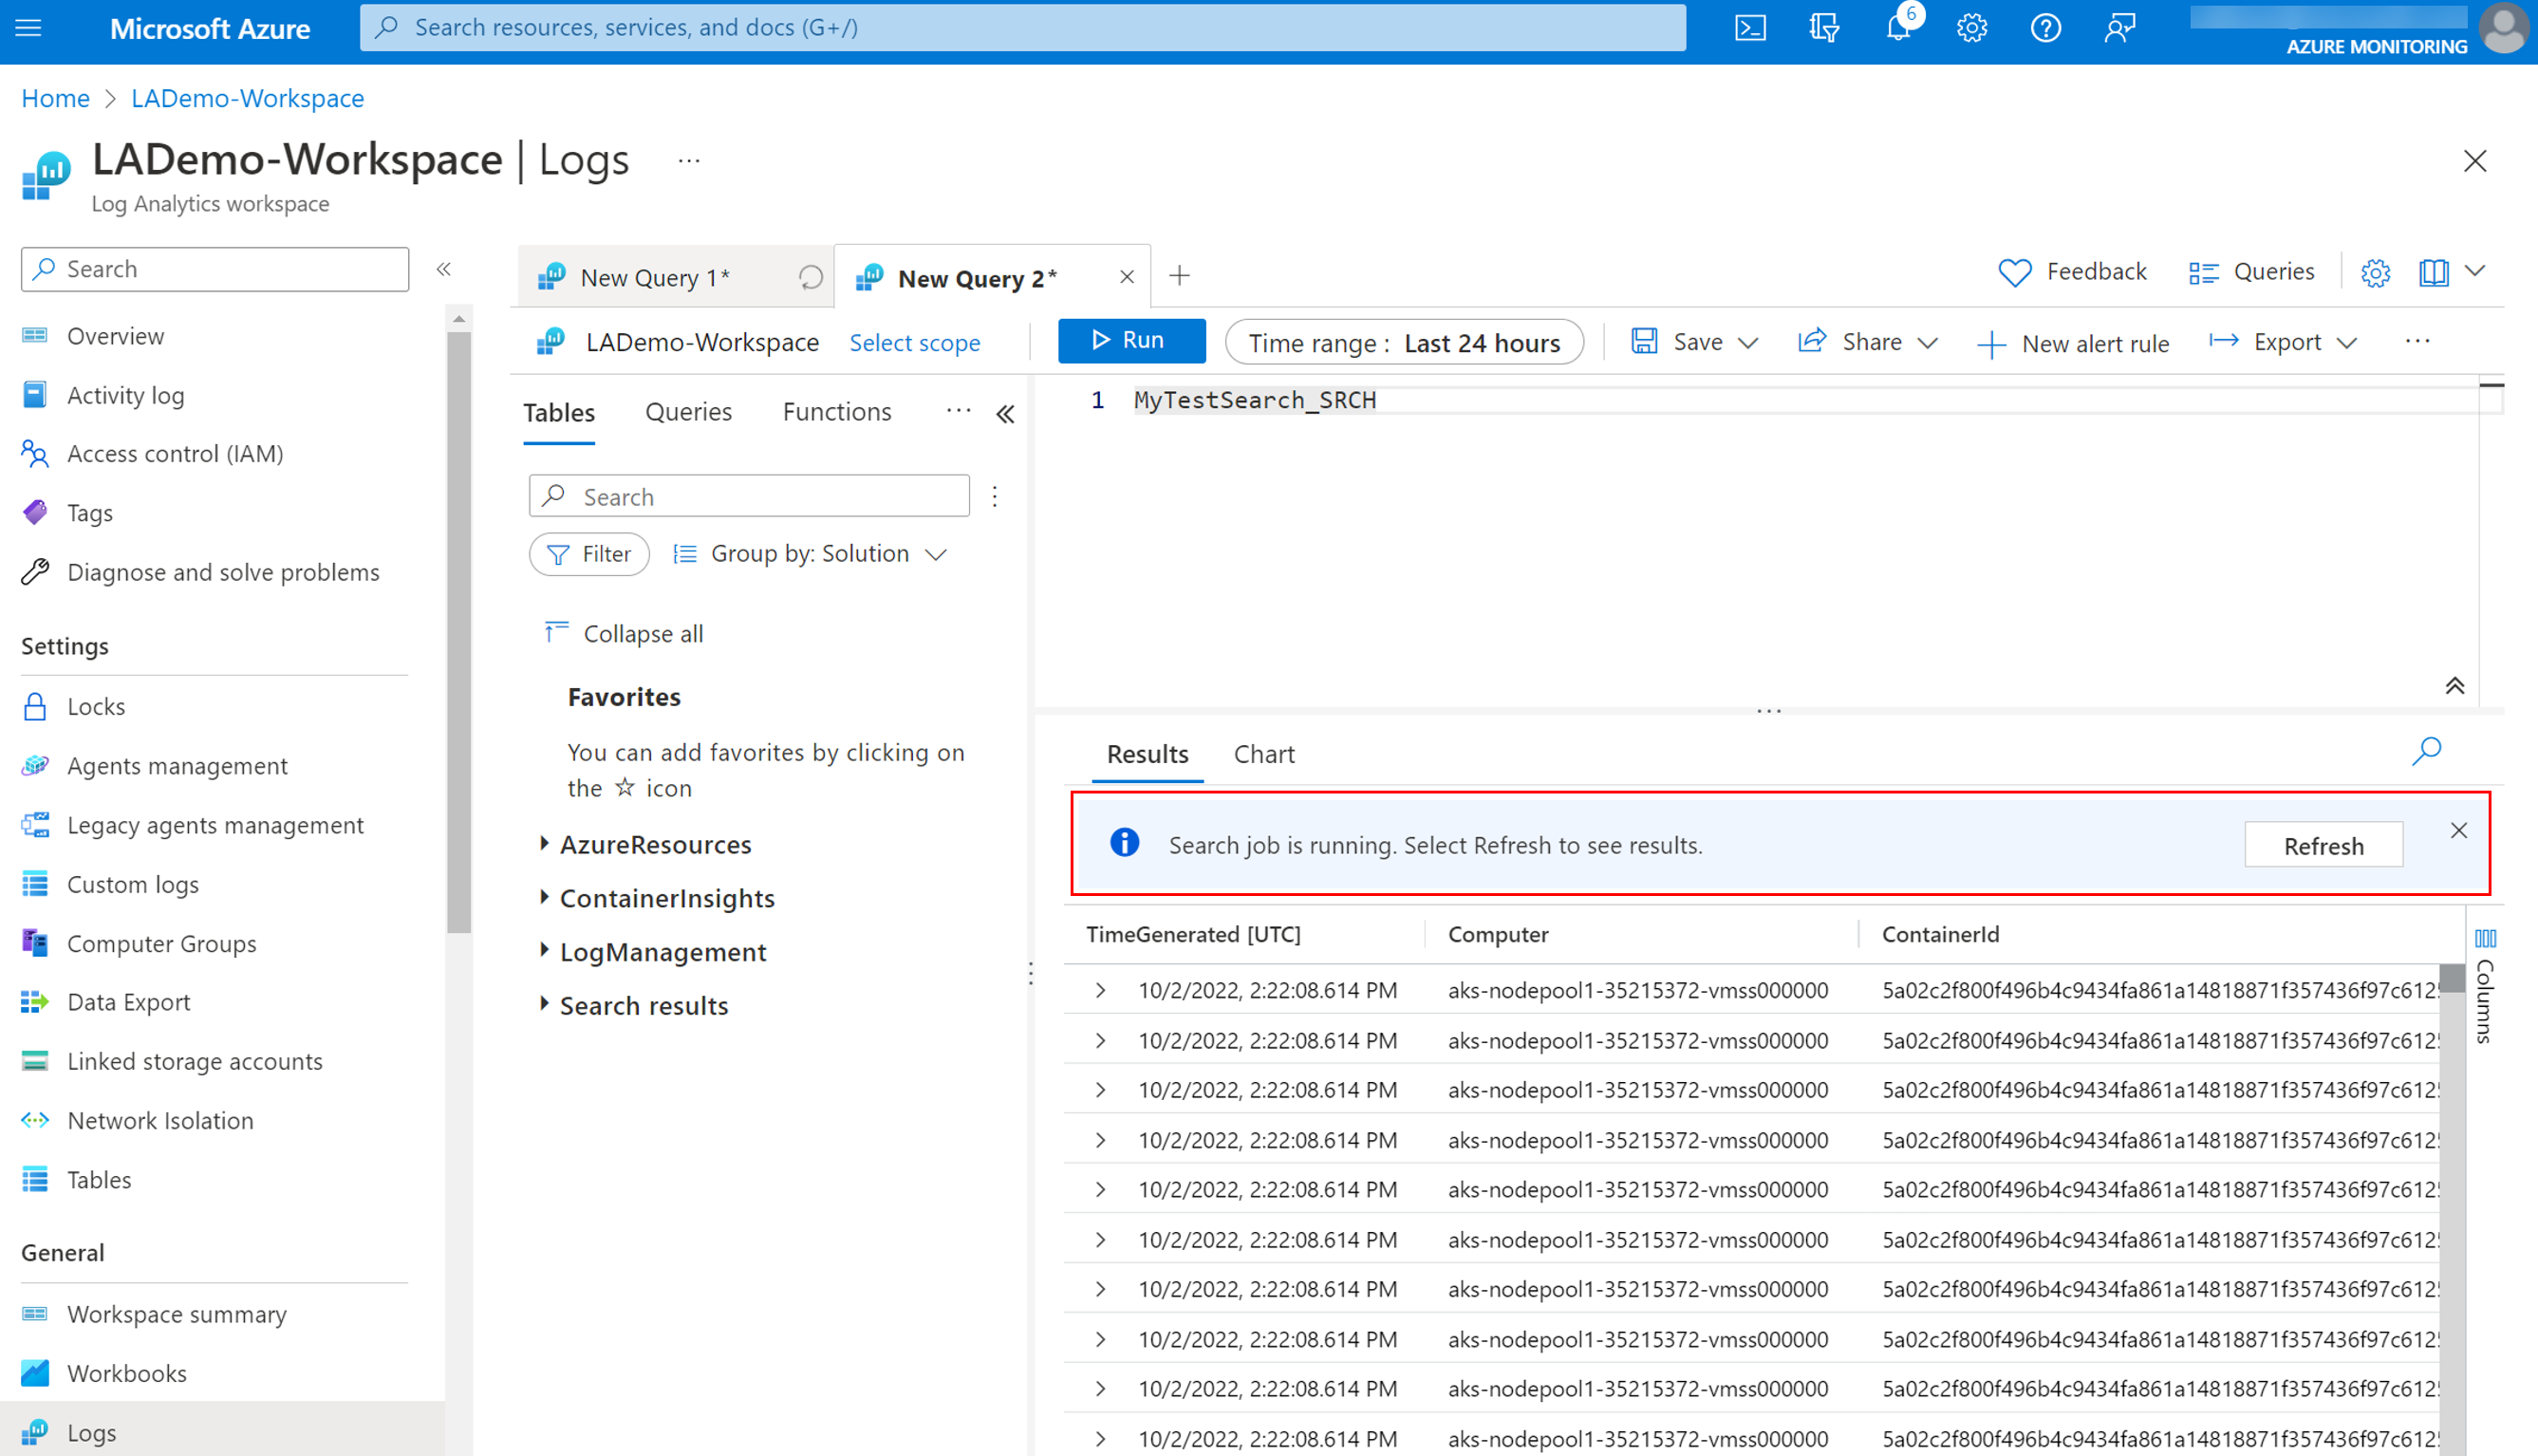 Microsoft Azure
Search resources, services, and docs (G+/)
6
AZURE MONITORING
Home > LADemo-Workspace
LADemo-Workspace | Logs ...
Log Analytics workspace
Search
«
Overview
Activity log
Access control (IAM)
Tags
Diagnose and solve problems
Settings
Locks
Agents management
Legacy agents management
Custom logs
Computer Groups
Data Export
Linked storage accounts
Network Isolation
Tables
General
Workspace summary
Workbooks
Logs
New Query 1*
New Query 2*
Feedback
Queries
LADemo-Workspace
Select scope
Run
Time range : Last 24 hours
Save
Share
New alert rule
Export
...
Tables
Queries
Functions
...
Search
Filter
Group by: Solution
Collapse all
Favorites
You can add favorites by clicking on
the ☆ icon
AzureResources
ContainerInsights
LogManagement
Search results
1 MyTestSearch_SRCH
Results
Chart
Search job is running. Select Refresh to see results.
Refresh
TimeGenerated [UTC] Computer ContainerId
10/2/2022, 2:22:08.614 PM aks-nodepool1-35215372-vmss000000 5a02c2f800f496b4c9434fa861a14818871f357436f97c612
10/2/2022, 2:22:08.614 PM aks-nodepool1-35215372-vmss000000 5a02c2f800f496b4c9434fa861a14818871f357436f97c612
10/2/2022, 2:22:08.614 PM aks-nodepool1-35215372-vmss000000 5a02c2f800f496b4c9434fa861a14818871f357436f97c612
10/2/2022, 2:22:08.614 PM aks-nodepool1-35215372-vmss000000 5a02c2f800f496b4c9434fa861a14818871f357436f97c612
10/2/2022, 2:22:08.614 PM aks-nodepool1-35215372-vmss000000 5a02c2f800f496b4c9434fa861a14818871f357436f97c612
10/2/2022, 2:22:08.614 PM aks-nodepool1-35215372-vmss000000 5a02c2f800f496b4c9434fa861a14818871f357436f97c612
10/2/2022, 2:22:08.614 PM aks-nodepool1-35215372-vmss000000 5a02c2f800f496b4c9434fa861a14818871f357436f97c612
10/2/2022, 2:22:08.614 PM aks-nodepool1-35215372-vmss000000 5a02c2f800f496b4c9434fa861a14818871f357436f97c612
10/2/2022, 2:22:08.614 PM aks-nodepool1-35215372-vmss000000 5a02c2f800f496b4c9434fa861a14818871f357436f97c612
10/2/2022, 2:22:08.614 PM aks-nodepool1-35215372-vmss000000 5a02c2f800f496b4c9434fa861a14818871f357436f97c612
Columns